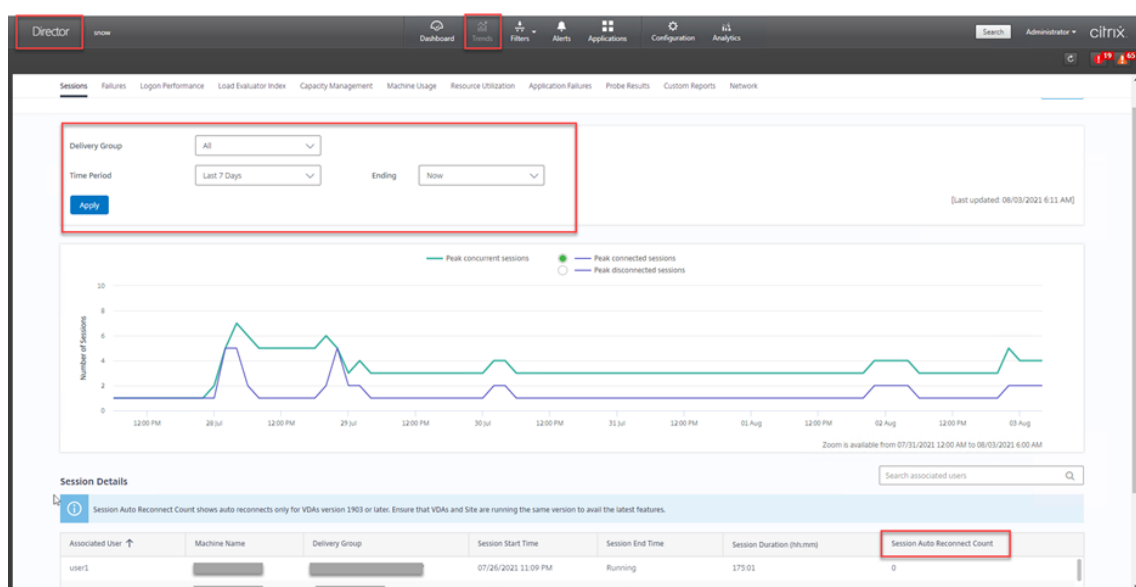 Director
snow
Dashboard
Trends
Filters
Alerts
Applications
Configuration
Analytics
Search
Administrator
citrix
19
65
Sessions Failures Logon Performance Load Evaluator Index Capacity Management Machine Usage Resource Utilization Application Failures Probe Results Custom Reports Network
Delivery Group All
Time Period Last 7 Days Ending Now
Apply
[Last updated: 08/03/2021 6:11 AM]
Peak concurrent sessions
Peak connected sessions
Peak disconnected sessions
Number of Sessions
10
8
6
4
2
0
12:00 PM 28 Jul 12:00 PM 29 Jul 12:00 PM 30 Jul 12:00 PM 31 Jul 12:00 PM 01 Aug 12:00 PM 02 Aug 12:00 PM 03 Aug
Zoom is available from 07/31/2021 12:00 AM to 08/03/2021 6:00 AM
Session Details
Search associated users
Session Auto Reconnect Count shows auto reconnects only for VDAs version 1903 or later. Ensure that VDAs and Site are running the same version to avail the latest features.
Associated User Machine Name Delivery Group Session Start Time Session End Time Session Duration (hh:mm) Session Auto Reconnect Count
user1 07/26/2021 11:09 PM Running 175:01 0